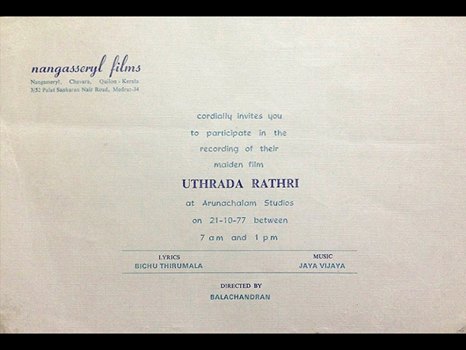 nangasseryl films
Nangasseryl, Chavara, Quilon - Kerala
3/52 Palat Sankaran Nair Road, Madras-34
cordially invites you
to participate in the
recording of their
maiden film
UTHRADA RATHRI
at Arunachalam Studios
on 21-10-77 between
7 am and 1 pm
LYRICS
BICHU THIRUMALA
MUSIC
JAYA VIJAYA
DIRECTED BY
BALACHANDRAN